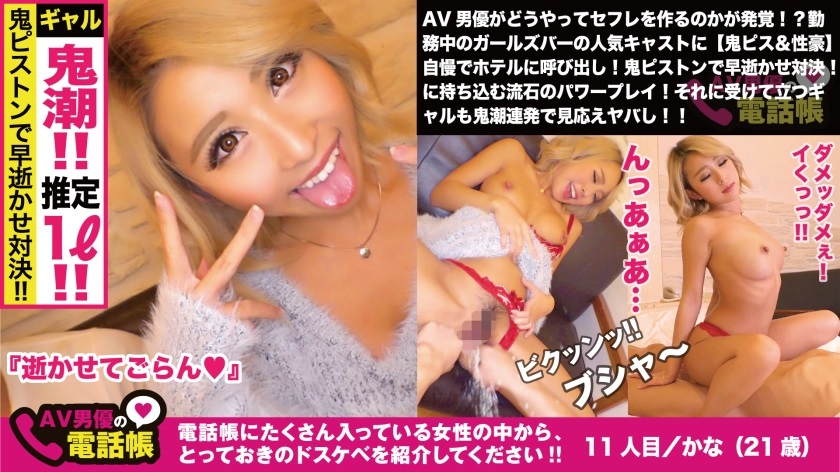 ギャル
鬼潮!!
推定
1ℓ!!
鬼ピストンで早逝かせ対決!!
『逝かせてごらん♥』
AV男優がどうやってセフレを作るのかが発覚！？勤
務中のガールズバーの人気キャストに【鬼ピス＆性豪】
自慢でホテルに呼び出し！鬼ピストンで早逝かせ対決！
に持ち込む流石のパワープレイ！それに受けて立つギャ
ルも鬼潮連発で見応えヤバし！！
電話帳
んっあぁあ…
ビクッンッ!!
ブシャ〜
ダメッダメぇ！
イくっっ!!
AV男優の
電話帳
電話帳にたくさん入っている女性の中から、
とっておきのドスケベを紹介してください!!
11人目／かな（21歳）